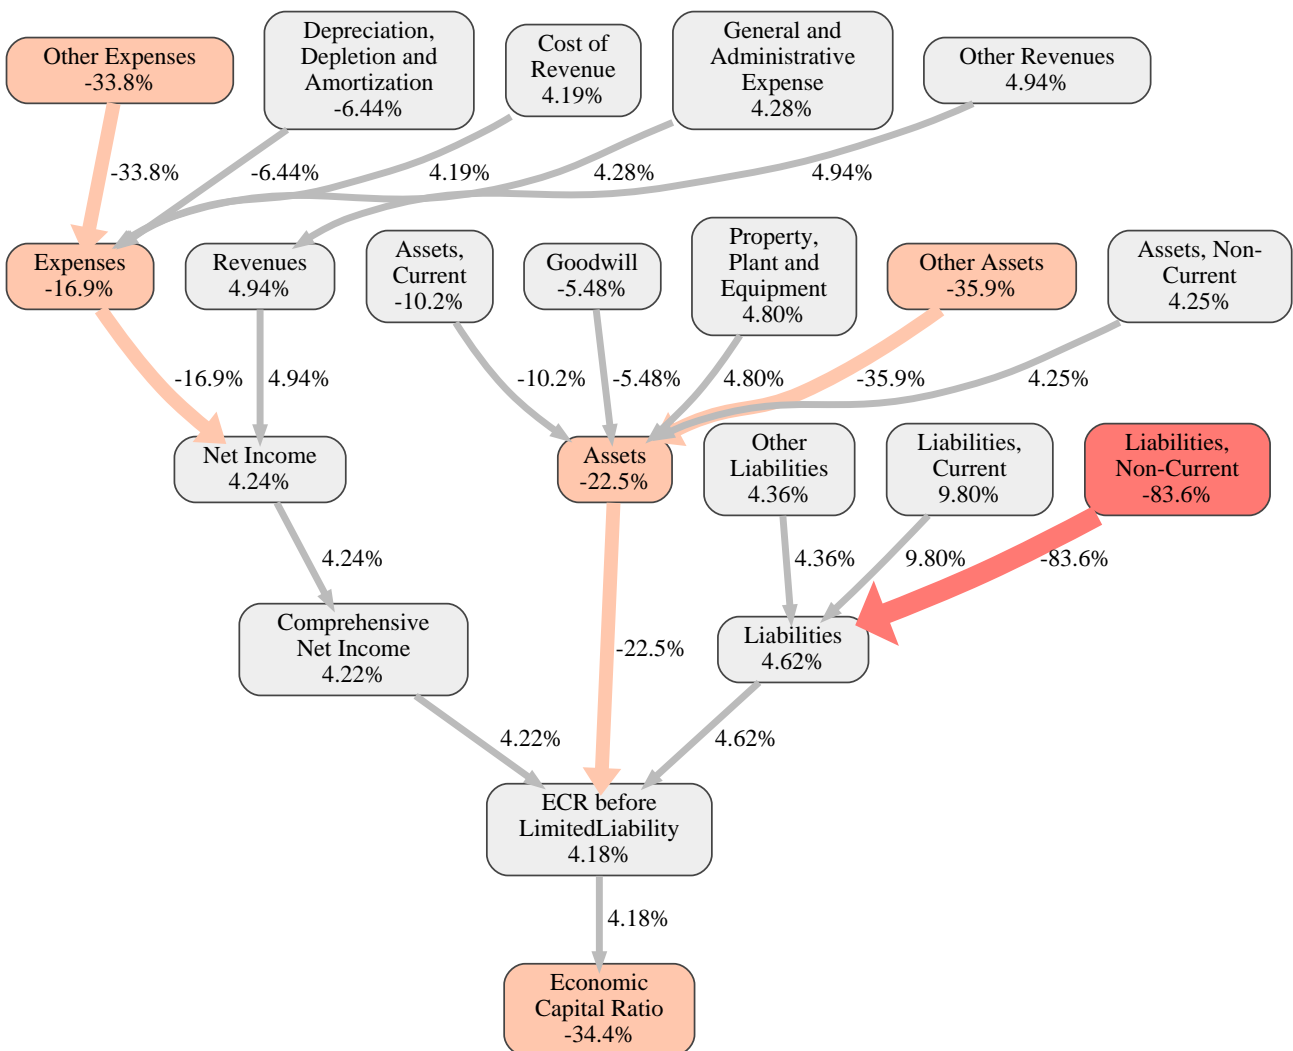 Other Expenses
-33.8%
Depreciation,
Depletion and
Amortization
-6.44%
Cost of
Revenue
4.19%
General and
Administrative
Expense
4.28%
Other Revenues
4.94%
-33.8%
-6.44%
4.19%
4.28%
4.94%
Expenses
-16.9%
Revenues
4.94%
Assets,
Current
-10.2%
Goodwill
-5.48%
Property,
Plant and
Equipment
4.80%
Other Assets
-35.9%
Assets, Non-
Current
4.25%
-16.9%
4.94%
-10.2%
-5.48%
4.80%
-35.9%
4.25%
Net Income
4.24%
Assets
-22.5%
Other
Liabilities
4.36%
Liabilities,
Current
9.80%
Liabilities,
Non-Current
-83.6%
4.24%
4.36%
9.80%
-83.6%
Comprehensive
Net Income
4.22%
-22.5%
Liabilities
4.62%
4.22%
4.62%
ECR before
LimitedLiability
4.18%
4.18%
Economic
Capital Ratio
-34.4%